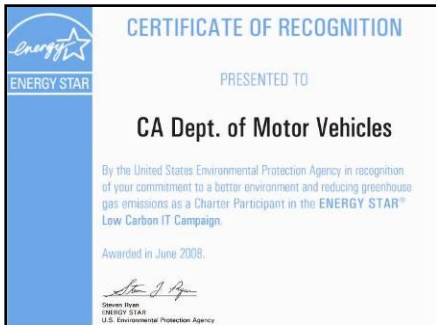 CERTIFICATE OF RECOGNITION
energy
ENERGY STAR
PRESENTED TO
CA Dept. of Motor Vehicles
By the United States Environmental Protection Agency in recognition
of your commitment to a better environment and reducing greenhouse
gas emissions as a Charter Participant in the ENERGY STAR®
Low Carbon IT Campaign.
Awarded in June 2008.
Steven Ryan
ENERGY STAR
U.S. Environmental Protection Agency